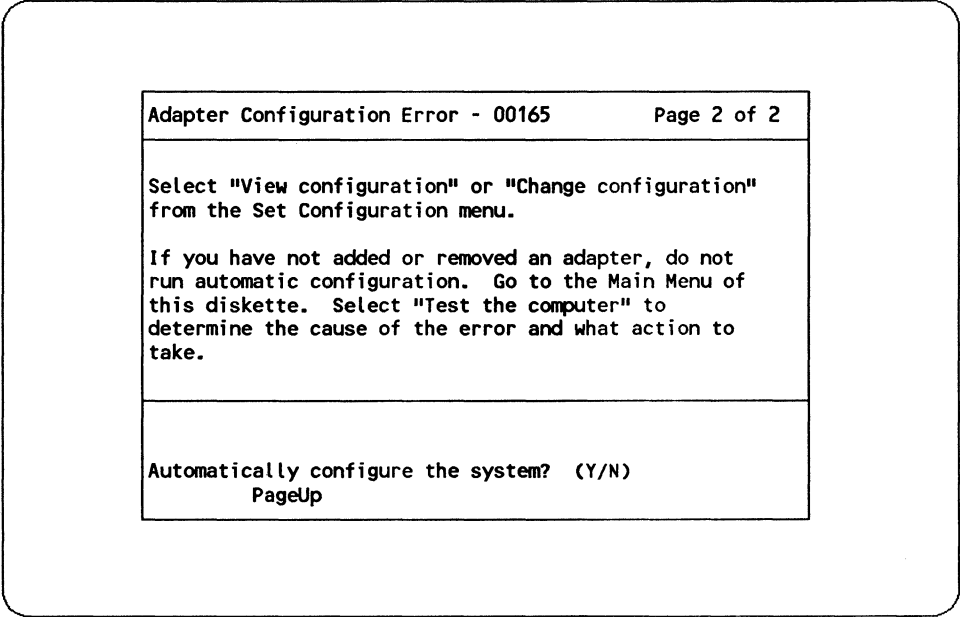 Adapter Configuration Error - 00165 Page 2 of 2
Select "View configuration" or "Change configuration"
from the Set Configuration menu.
If you have not added or removed an adapter, do not
run automatic configuration. Go to the Main Menu of
this diskette. Select "Test the computer" to
determine the cause of the error and what action to
take.
Automatically configure the system? (Y/N)
PageUp